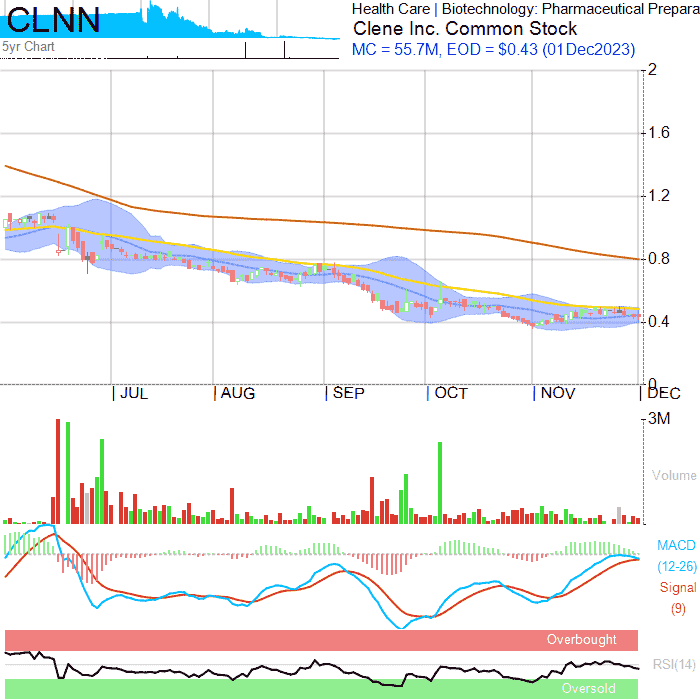 CLNN
5yr Chart
Health Care | Biotechnology: Pharmaceutical Prepara
Clene Inc. Common Stock
MC = 55.7M, EOD = $0.43 (01Dec2023)
2
1.6
1.2
0.8
0.4
0
JUL
AUG
SEP
OCT
NOV
DEC
3M
Volume
MACD
(12-26)
Signal
(9)
Overbought
RSI(14)
Oversold